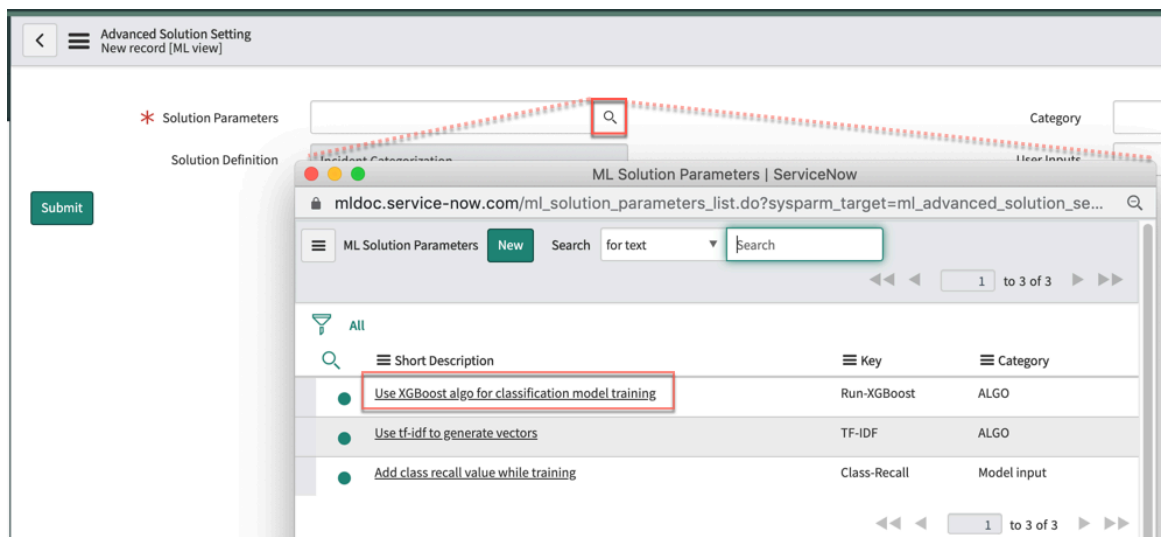 Advanced Solution Setting
New record [ML view]
Solution Parameters
Category
Solution Definition
Incident Categorization
User Inputs
Submit
ML Solution Parameters | ServiceNow
mldoc.service-now.com/ml_solution_parameters_list.do?sysparm_target=ml_advanced_solution_se...
ML Solution Parameters New Search for text Search
1 to 3 of 3
All
Short Description Key Category
Use XGBoost algo for classification model training Run-XGBoost ALGO
Use tf-idf to generate vectors TF-IDF ALGO
Add class recall value while training Class-Recall Model input
1 to 3 of 3